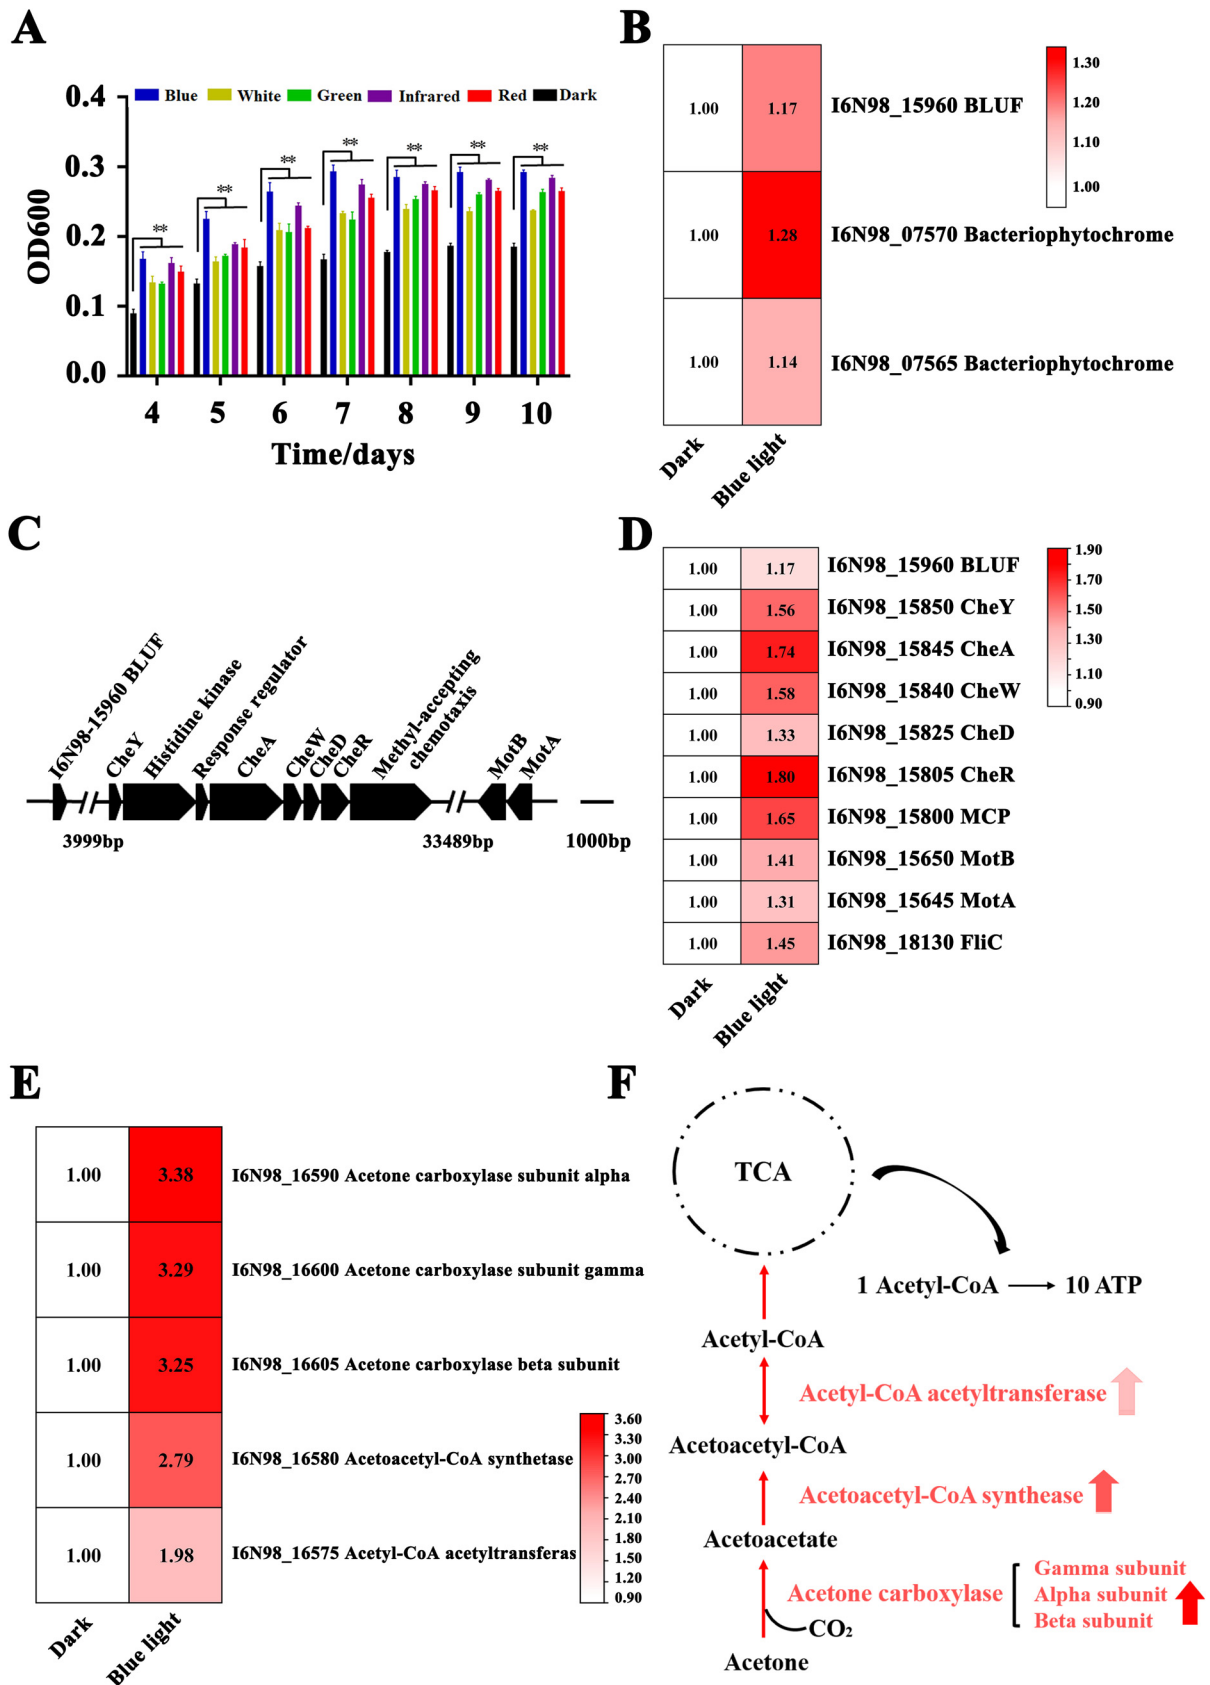 A
Blue White Green Infrared Red Dark
0.4
0.3
0.2
0.1
0.0
OD600
** ** ** ** ** ** **
4 5 6 7 8 9 10
Time/days
B
1.00 1.17 I6N98_15960 BLUF
1.00 1.28 I6N98_07570 Bacteriophytochrome
1.00 1.14 I6N98_07565 Bacteriophytochrome
Dark Blue light
1.30
1.20
1.10
1.00
C
I6N98-15960 BLUF
CheY
Histidine kinase
Response regulator
CheA
CheW
CheD
CheR
Methyl-accepting
chemotaxis
MotB
MotA
3999bp 33489bp 1000bp
D
1.00 1.17 I6N98_15960 BLUF
1.00 1.56 I6N98_15850 CheY
1.00 1.74 I6N98_15845 CheA
1.00 1.58 I6N98_15840 CheW
1.00 1.33 I6N98_15825 CheD
1.00 1.80 I6N98_15805 CheR
1.00 1.65 I6N98_15800 MCP
1.00 1.41 I6N98_15650 MotB
1.00 1.31 I6N98_15645 MotA
1.00 1.45 I6N98_18130 FliC
Dark Blue light
1.90
1.70
1.50
1.30
1.10
0.90
E
1.00 3.38 I6N98_16590 Acetone carboxylase subunit alpha
1.00 3.29 I6N98_16600 Acetone carboxylase subunit gamma
1.00 3.25 I6N98_16605 Acetone carboxylase beta subunit
1.00 2.79 I6N98_16580 Acetoacetyl-CoA synthetase
1.00 1.98 I6N98_16575 Acetyl-CoA acetyltransferas
Dark Blue light
3.60
3.30
3.00
2.70
2.40
2.10
1.80
1.50
1.20
0.90
F
TCA
1 Acetyl-CoA 10 ATP
Acetyl-CoA
Acetyl-CoA acetyltransferase
Acetoacetyl-CoA
Acetoacetyl-CoA synthease
Acetoacetate
Acetone carboxylase
Gamma subunit
Alpha subunit
Beta subunit
CO₂
Acetone